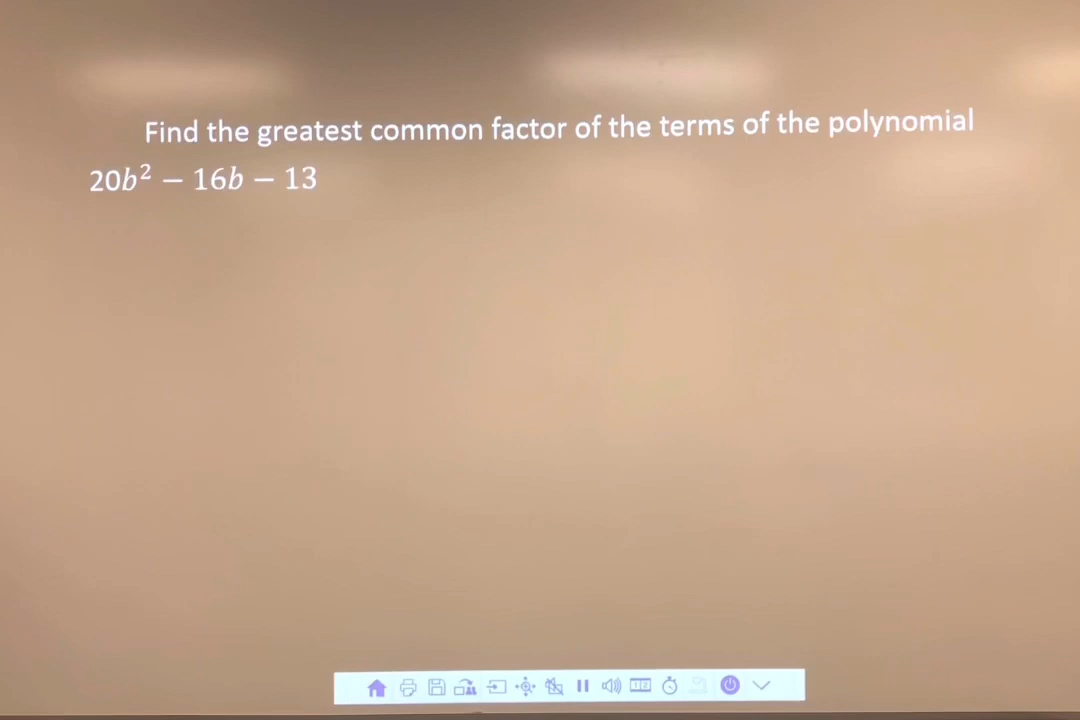 Find the greatest common factor of the terms of the polynomial
20b² − 16b − 13